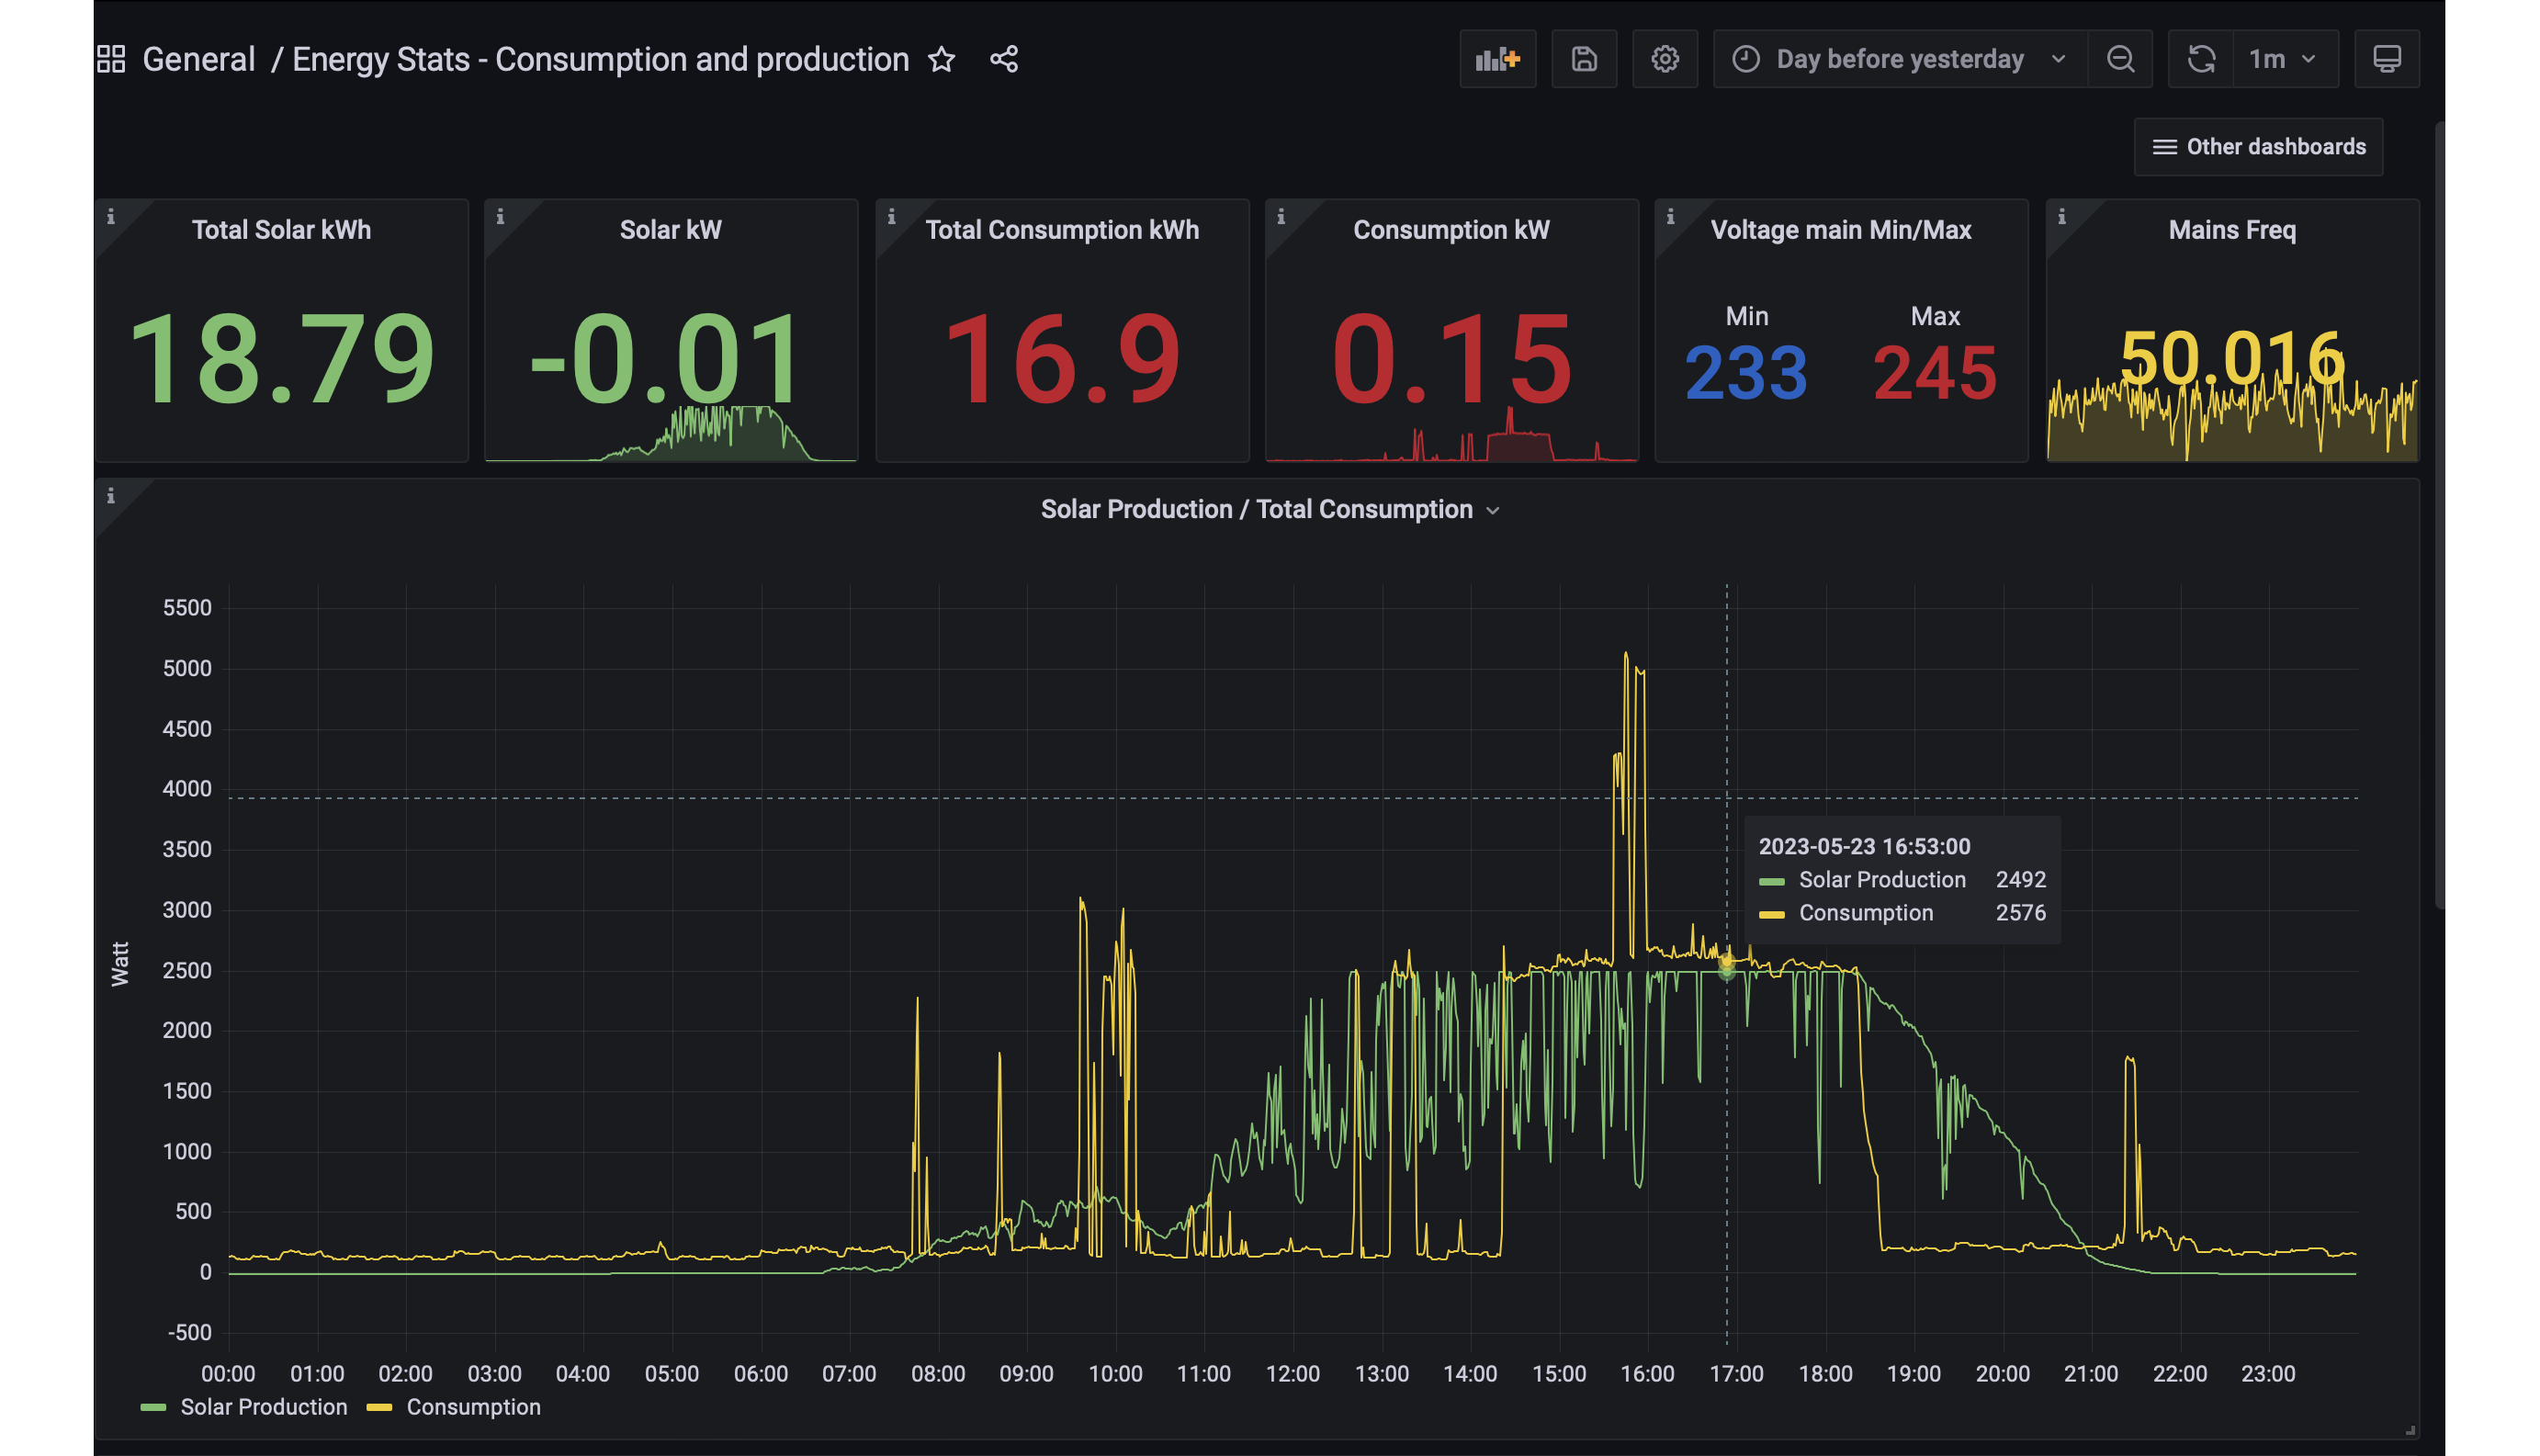 General / Energy Stats - Consumption and production
Day before yesterday
1m
Other dashboards
Total Solar kWh
18.79
Solar kW
-0.01
Total Consumption kWh
16.9
Consumption kW
0.15
Voltage main Min/Max
Min Max
233 245
Mains Freq
50.016
Solar Production / Total Consumption
5500
5000
4500
4000
3500
3000
2500
2000
1500
1000
500
0
-500
Watt
2023-05-23 16:53:00
Solar Production 2492
Consumption 2576
00:00 01:00 02:00 03:00 04:00 05:00 06:00 07:00 08:00 09:00 10:00 11:00 12:00 13:00 14:00 15:00 16:00 17:00 18:00 19:00 20:00 21:00 22:00 23:00
Solar Production Consumption